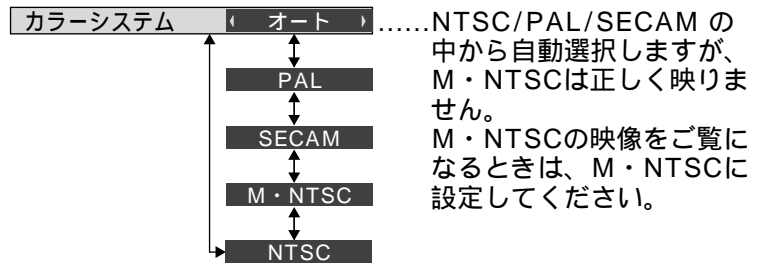 カラーシステム オート ……NTSC/PAL/SECAM の
中から自動選択しますが、
PAL M・NTSCは正しく映りま
せん。
SECAM M・NTSCの映像をご覧に
なるときは、M・NTSCに
M・NTSC 設定してください。
NTSC